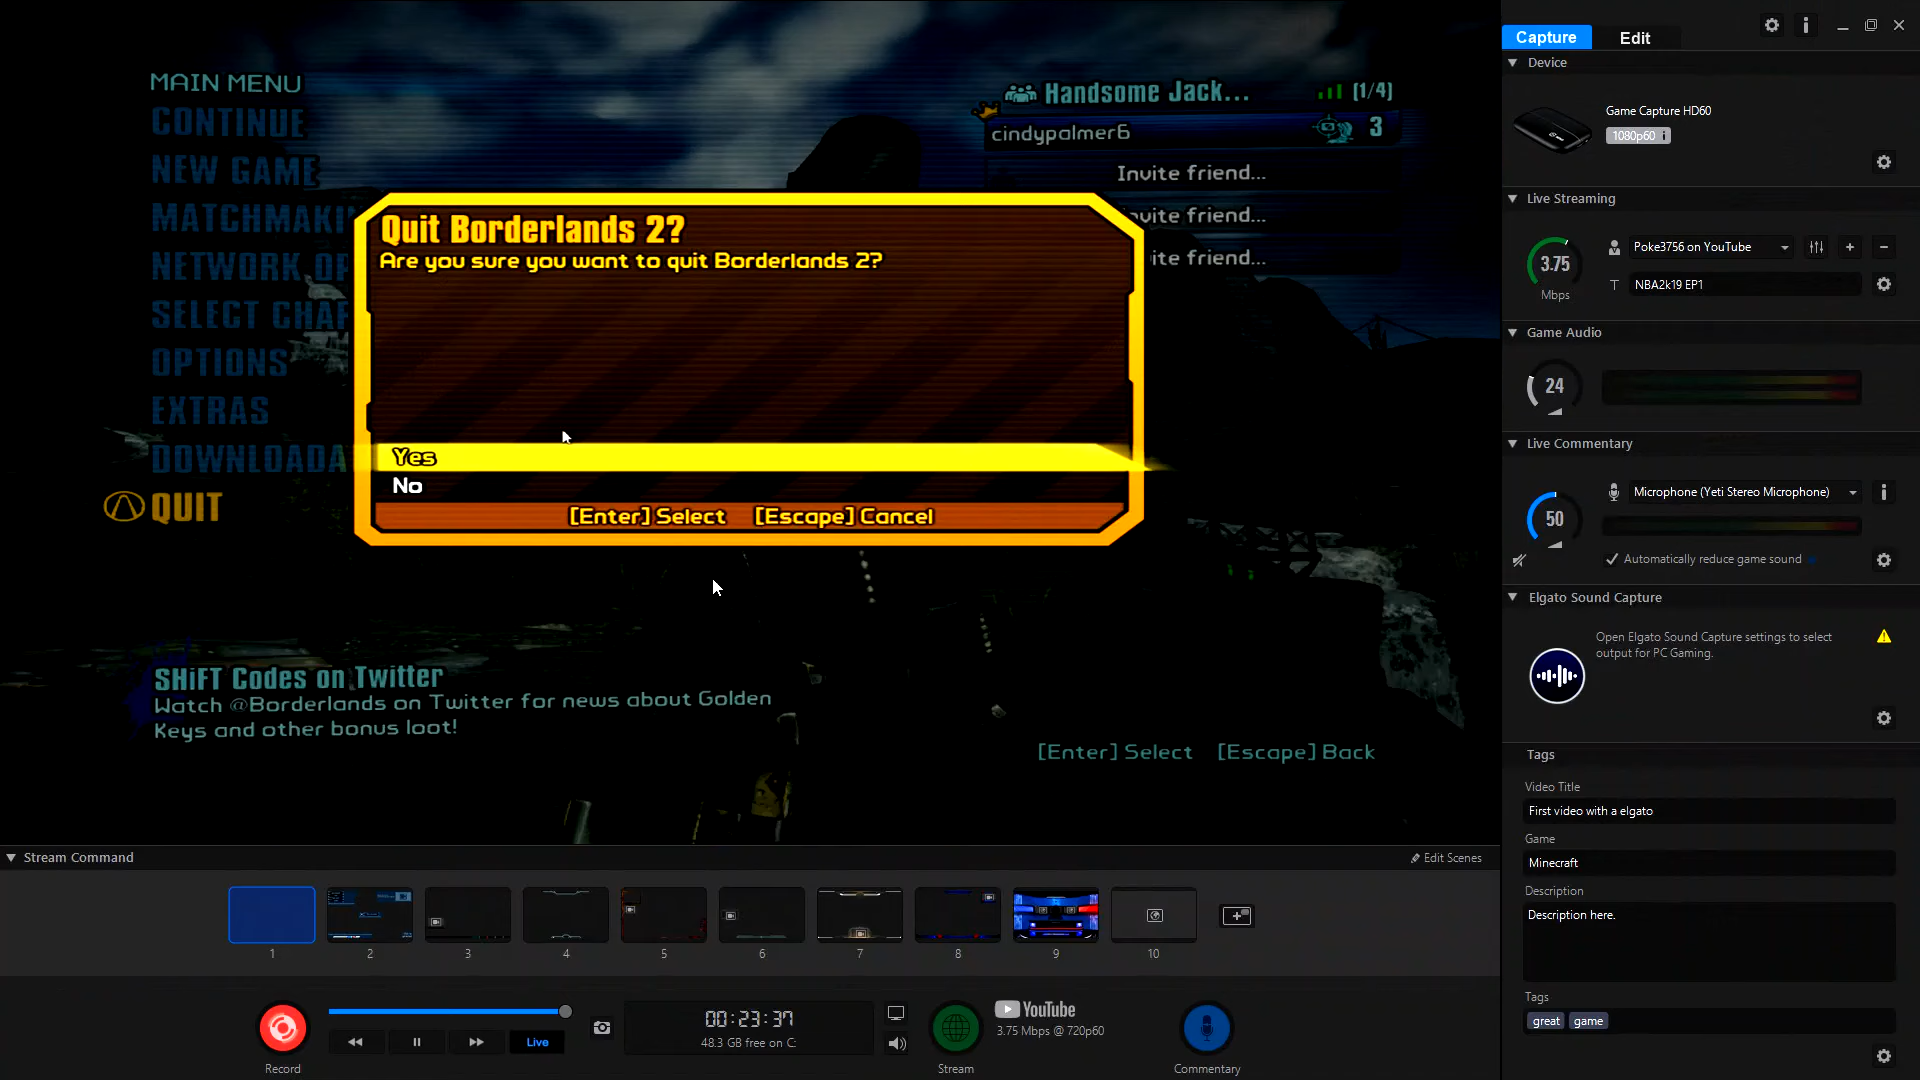 MAIN MENU
CONTINUE
NEW GAME
MATCHMAKIN
NETWORK OP
SELECT CHAR
OPTIONS
EXTRAS
DOWNLOADA
QUIT
Handsome Jack... (1/4)
cindypalmer6 3
Invite friend...
nvite friend...
ite friend...
Quit Borderlands 2?
Are you sure you want to quit Borderlands 2?
Yes
No
[Enter] Select [Escape] Cancel
SHiFT Codes on Twitter
Watch @Borderlands on Twitter for news about Golden
Keys and other bonus loot!
[Enter] Select [Escape] Back
Capture Edit
Device
Game Capture HD60
1080p60 i
Live Streaming
3.75
Mbps
Poke3756 on YouTube
T NBA2k19 EP1
Game Audio
24
Live Commentary
50
Microphone (Yeti Stereo Microphone)
Automatically reduce game sound
Elgato Sound Capture
Open Elgato Sound Capture settings to select
output for PC Gaming.
Tags
Video Title
First video with a elgato
Game
Minecraft
Description
Description here.
Tags
great game
Stream Command
Edit Scenes
1 2 3 4 5 6 7 8 9 10
Record
Live
00:23:37
48.3 GB free on C:
Stream
YouTube
3.75 Mbps @ 720p60
Commentary